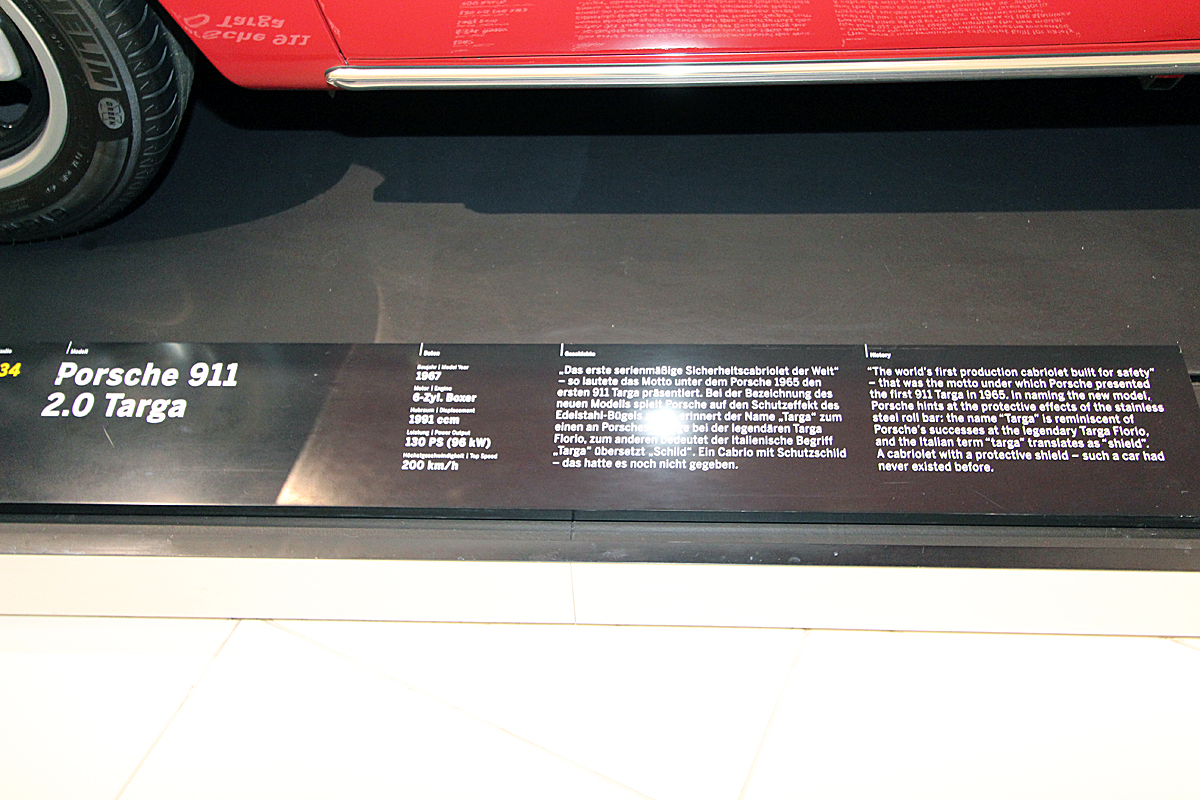 34
Modell
Porsche 911
2.0 Targa
Daten
Baujahr | Model Year
1967
Motor | Engine
6-Zyl. Boxer
Hubraum | Displacement
1991 ccm
Leistung | Power Output
130 PS (96 kW)
Höchstgeschwindigkeit | Top Speed
200 km/h
Geschichte
„Das erste serienmäßige Sicherheitscabriolet der Welt“
– so lautete das Motto unter dem Porsche 1965 den
ersten 911 Targa präsentiert. Bei der Bezeichnung des
neuen Modells spielt Porsche auf den Schutzeffekt des
Edelstahl-Bügels erinnert der Name „Targa“ zum
einen an Porsches bei der legendären Targa
Florio, zum anderen bedeutet der Italienische Begriff
„Targa“ übersetzt „Schild“. Ein Cabrio mit Schutzschild
– das hatte es noch nicht gegeben.
History
“The world's first production cabriolet built for safety”
– that was the motto under which Porsche presented
the first 911 Targa in 1965. In naming the new model,
Porsche hints at the protective effects of the stainless
steel roll bar: the name “Targa” is reminiscent of
Porsche's successes at the legendary Targa Florio,
and the Italian term “targa” translates as “shield”.
A cabriolet with a protective shield – such a car had
never existed before.